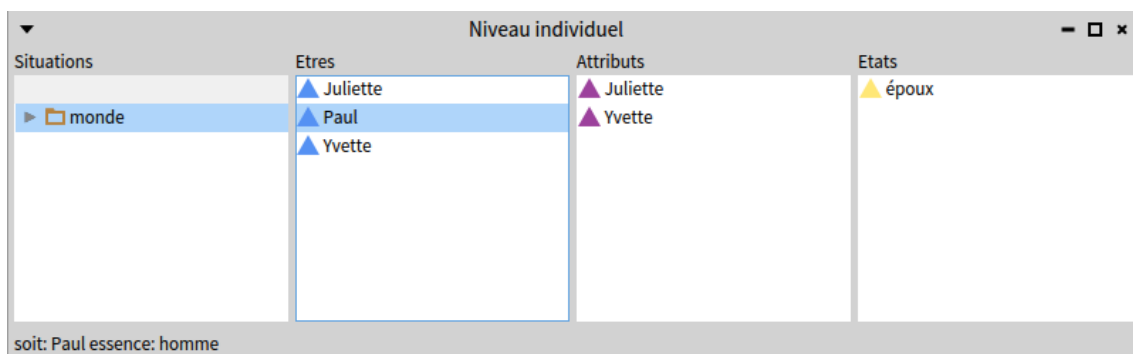 Niveau individuel
Situations Etres Attributs Etats
Juliette Juliette époux
monde Paul Yvette
Yvette
soit: Paul essence: homme